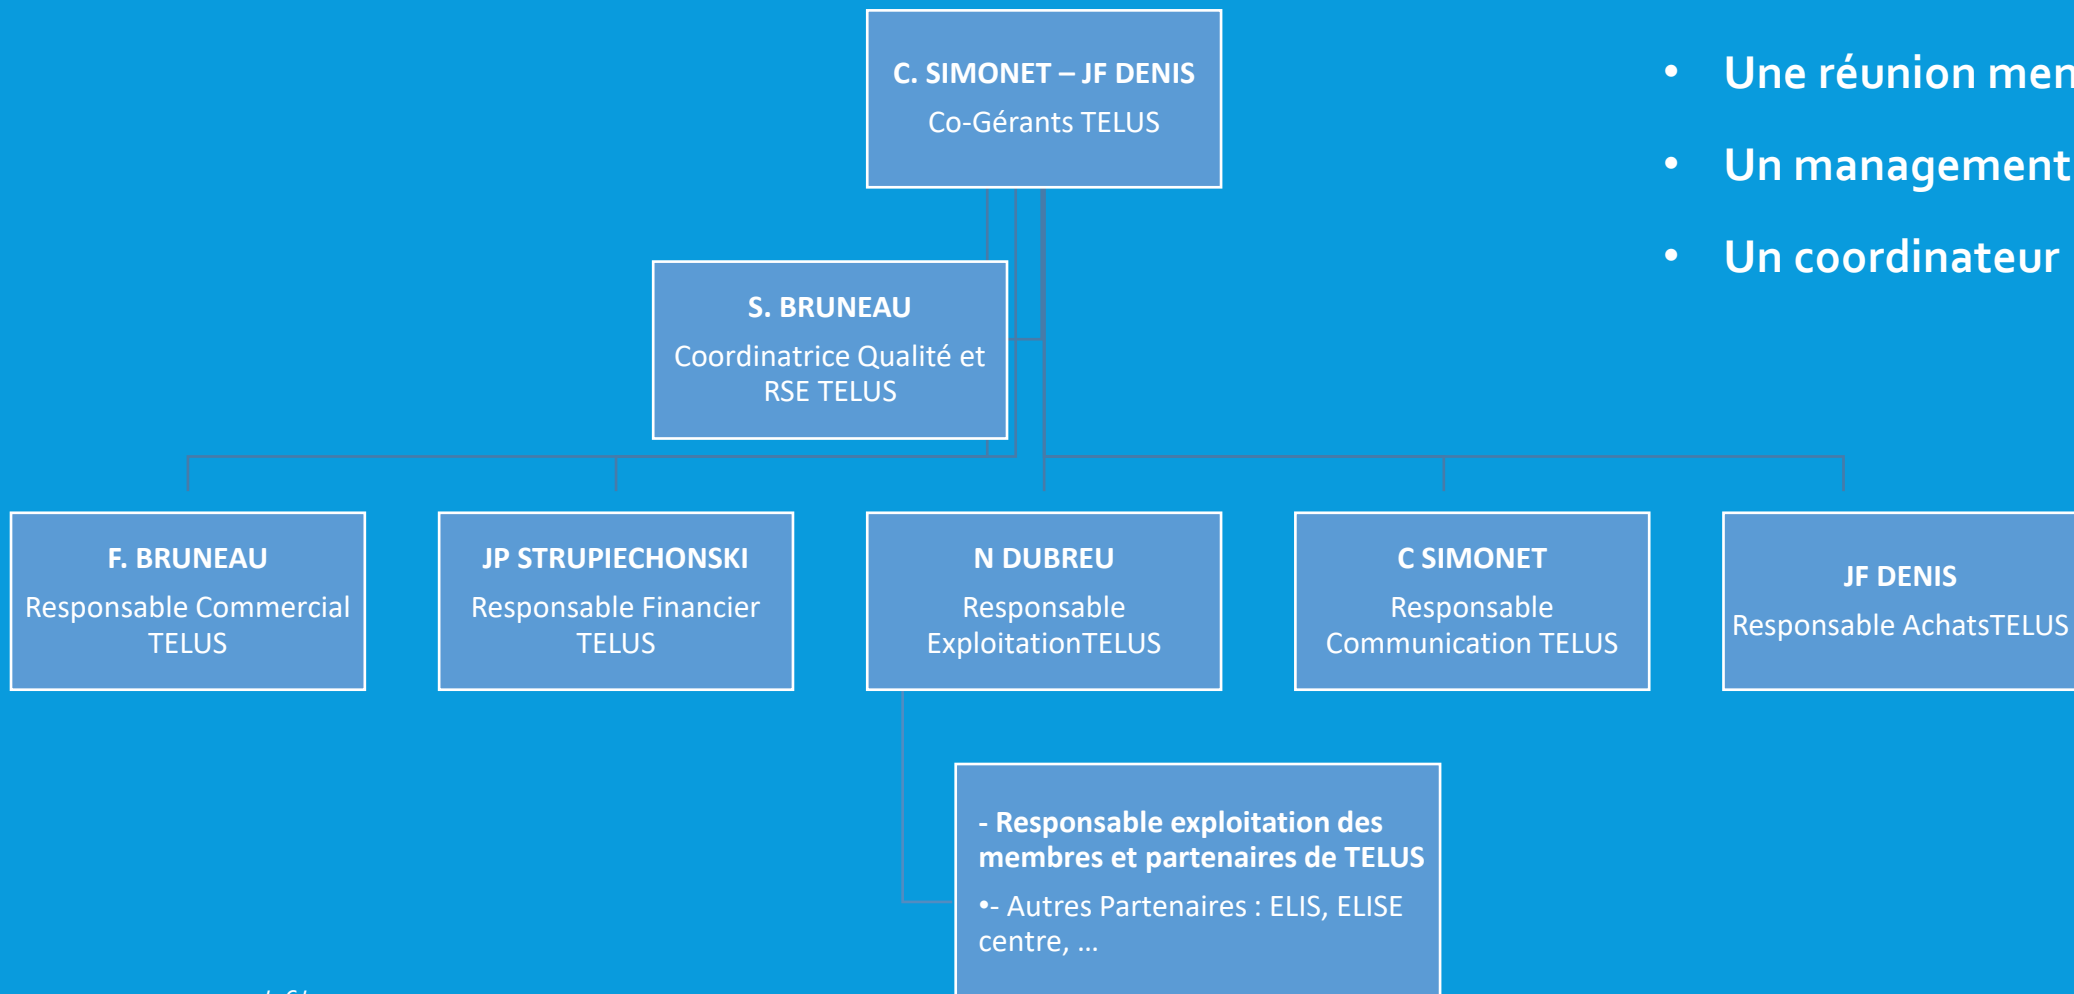 C. SIMONET – JF DENIS
Co-Gérants TELUS
• Une réunion
• Un management
• Un coordinateur
S. BRUNEAU
Coordinatrice Qualité et
RSE TELUS
F. BRUNEAU
Responsable Commercial
TELUS
JP STRUPIECHONSKI
Responsable Financier
TELUS
N DUBREU
Responsable
ExploitationTELUS
C SIMONET
Responsable
Communication TELUS
JF DENIS
Responsable AchatsTELUS
- Responsable exploitation des
membres et partenaires de TELUS
•- Autres Partenaires : ELIS, ELISE
centre, ...